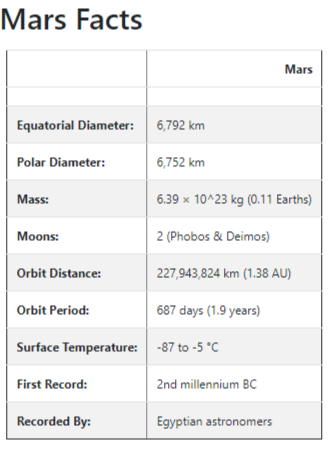 Mars Facts
Mars
Equatorial Diameter: 6,792 km
Polar Diameter: 6,752 km
Mass: 6.39 × 10^23 kg (0.11 Earths)
Moons: 2 (Phobos & Deimos)
Orbit Distance: 227,943,824 km (1.38 AU)
Orbit Period: 687 days (1.9 years)
Surface Temperature: -87 to -5 °C
First Record: 2nd millennium BC
Recorded By: Egyptian astronomers